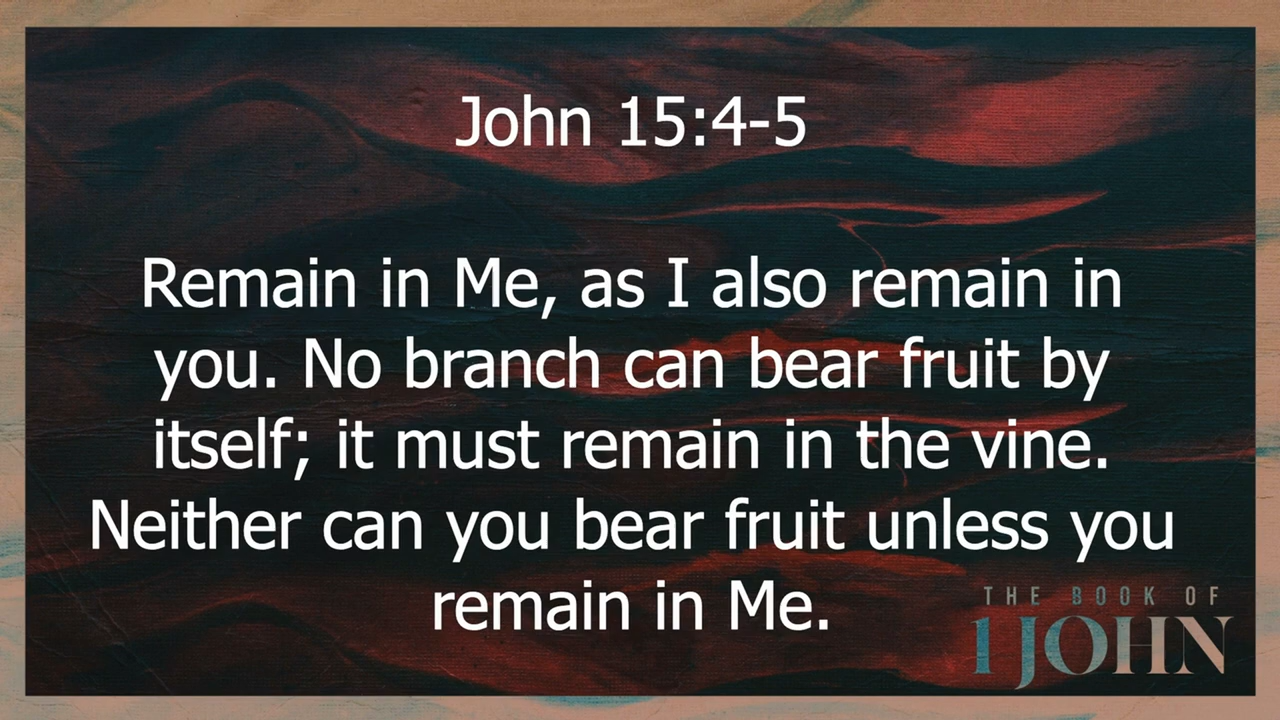 John 15:4-5
Remain in Me, as I also remain in
you. No branch can bear fruit by
itself; it must remain in the vine.
Neither can you bear fruit unless you
remain in Me.
THE BOOK OF
1 JOHN